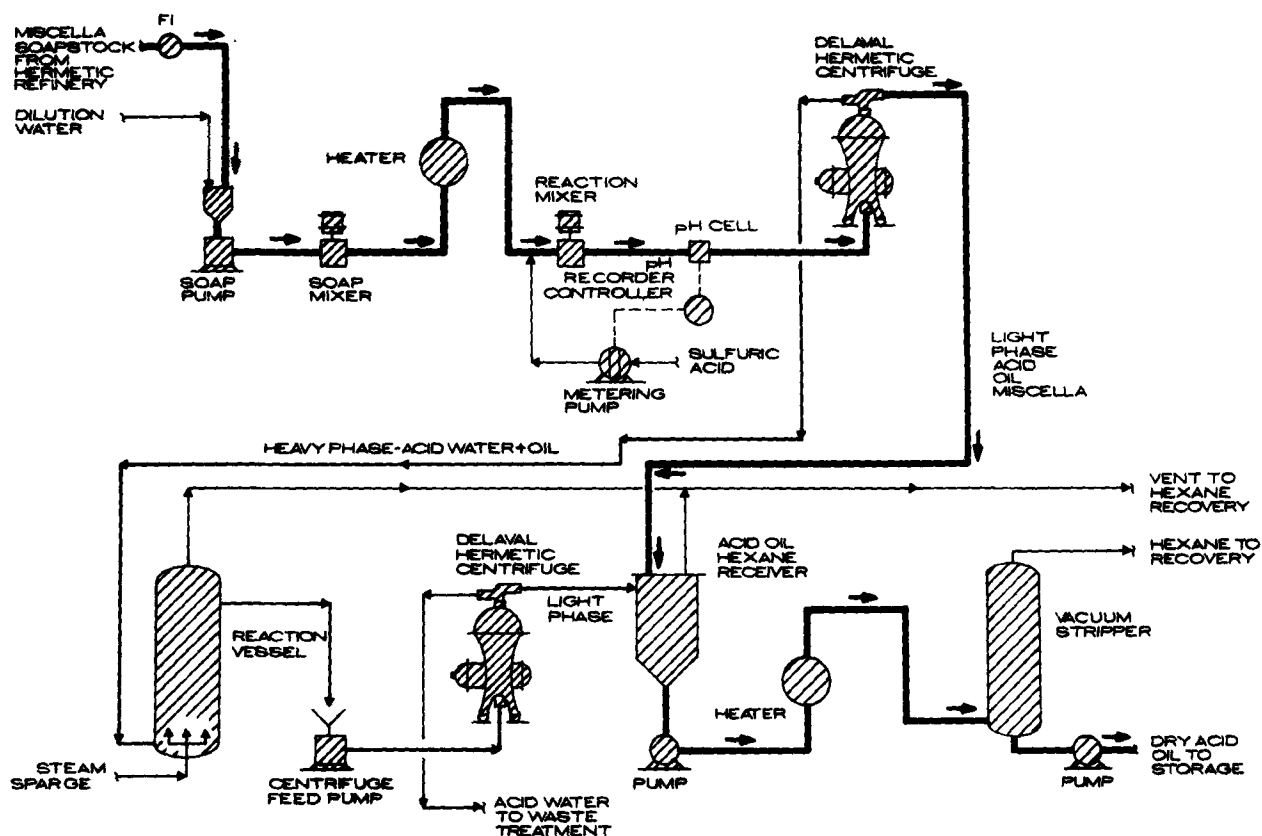 FI
MISCELLA
SOAPSTOCK
FROM
HERMETIC
REFINERY
DILUTION
WATER
HEATER
REACTION
MIXER
DELAVAL
HERMETIC
CENTRIFUGE
pH CELL
SOAP
PUMP
SOAP
MIXER
pH
RECORDER
CONTROLLER
SULFURIC
ACID
METERING
PUMP
LIGHT
PHASE
ACID
OIL
MISCELLA
HEAVY PHASE-ACID WATER+OIL
VENT TO
HEXANE
RECOVERY
DELAVAL
HERMETIC
CENTRIFUGE
ACID OIL
HEXANE
RECEIVER
HEXANE TO
RECOVERY
LIGHT
PHASE
REACTION
VESSEL
VACUUM
STRIPPER
HEATER
STEAM
SPARGE
CENTRIFUGE
FEED PUMP
PUMP
PUMP
DRY ACID
OIL TO
STORAGE
ACID WATER
TO WASTE
TREATMENT